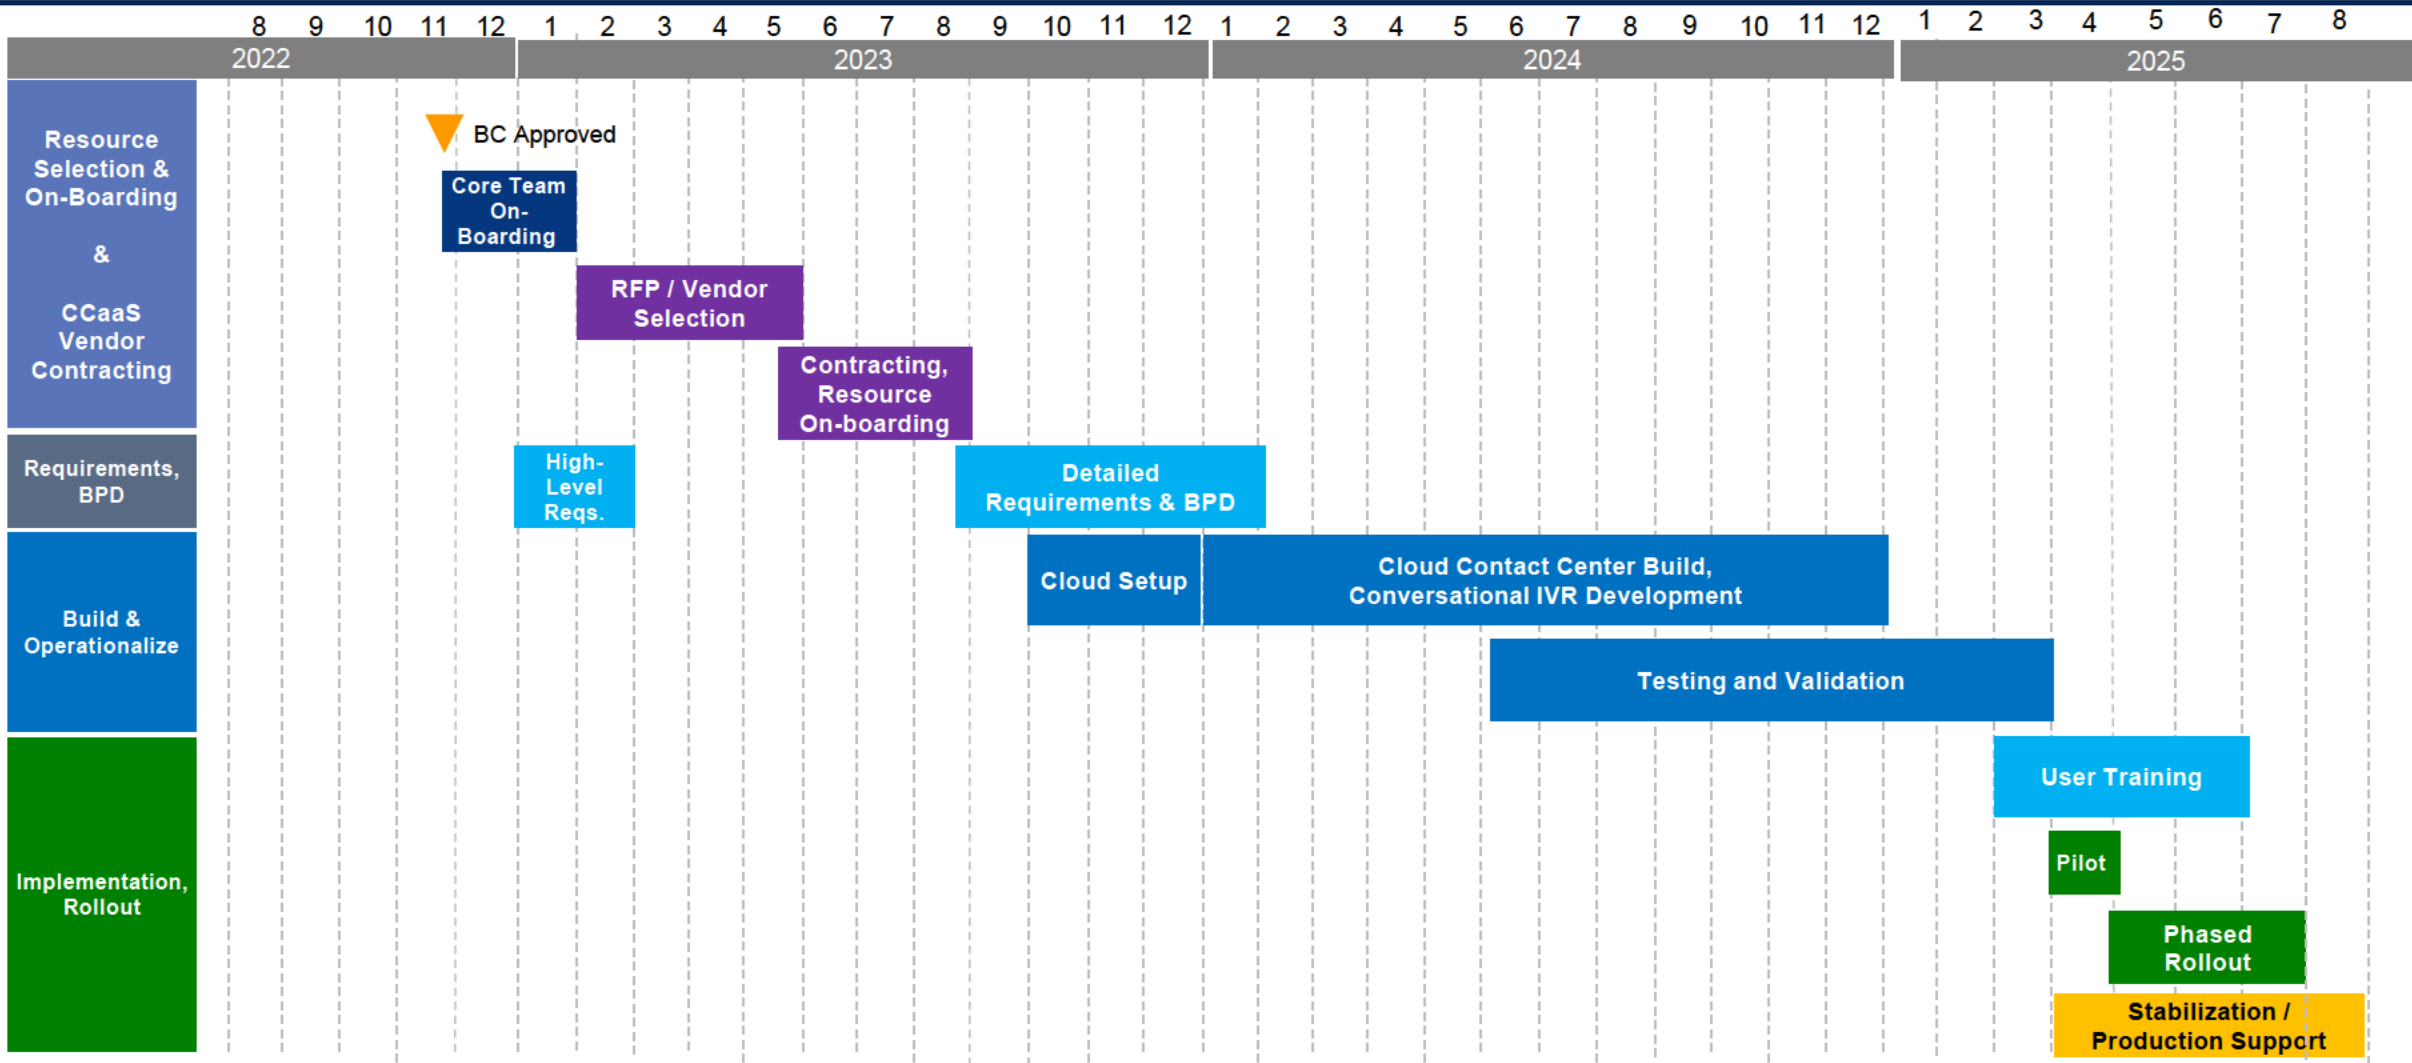 8 9 10 11 12 1 2 3 4 5 6 7 8 9 10 11 12 1 2 3 4 5 6 7 8 9 10 11 12 1 2 3 4 5 6 7 8
2022 2023 2024 2025
Resource
Selection &
On-Boarding
&
CCaaS
Vendor
Contracting
BC Approved
Core Team
On-
Boarding
RFP / Vendor
Selection
Contracting,
Resource
On-boarding
Requirements,
BPD
High-
Level
Reqs.
Detailed
Requirements & BPD
Build &
Operationalize
Cloud Setup
Cloud Contact Center Build,
Conversational IVR Development
Testing and Validation
Implementation,
Rollout
User Training
Pilot
Phased
Rollout
Stabilization /
Production Support